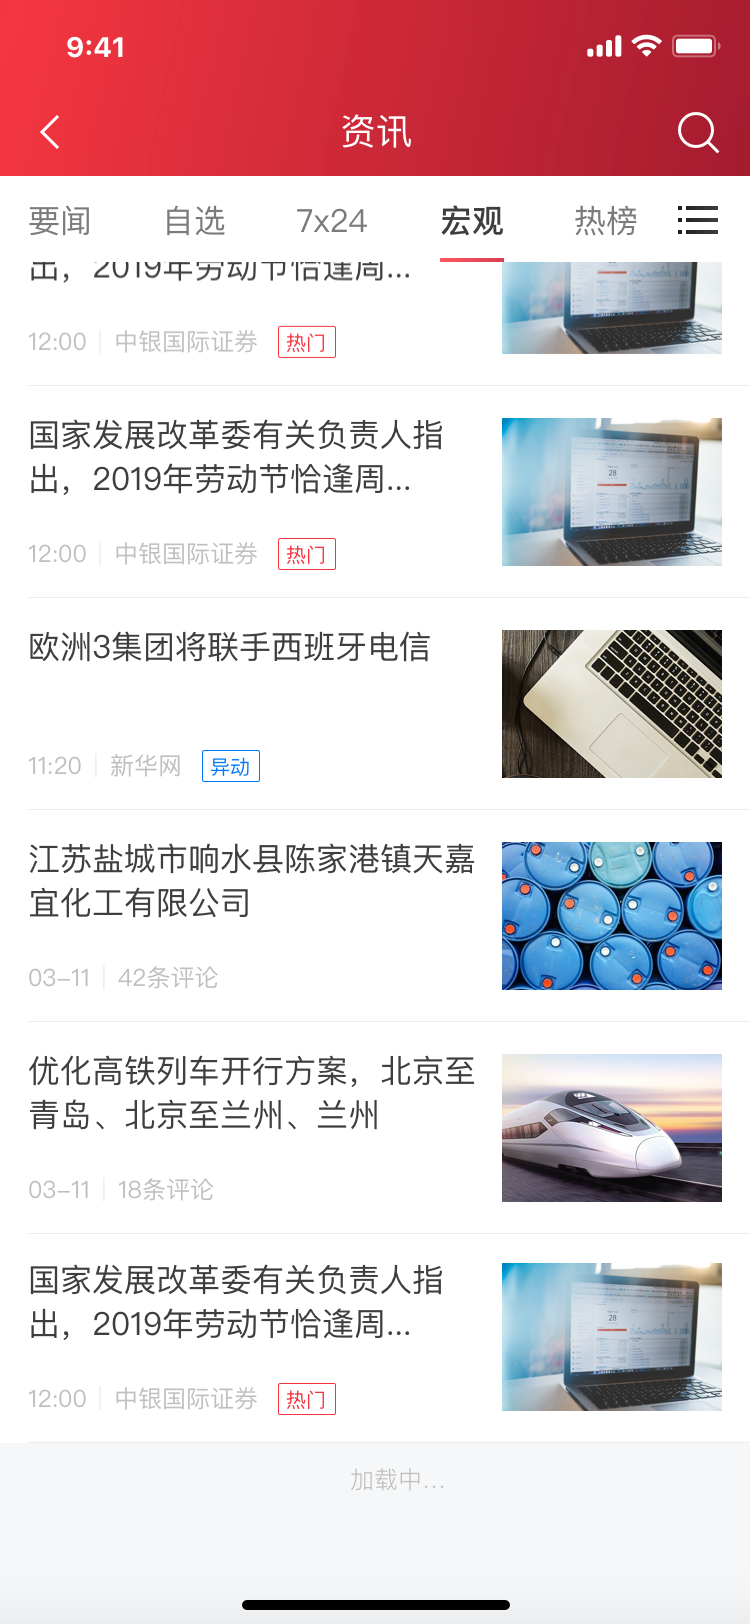 9:41
资讯
要闻 自选 7x24 宏观 热榜
出，2019年劳动节恰逢周...
12:00 中银国际证券 热门
国家发展改革委有关负责人指
出，2019年劳动节恰逢周...
12:00 中银国际证券 热门
欧洲3集团将联手西班牙电信
11:20 新华网 异动
江苏盐城市响水县陈家港镇天嘉
宜化工有限公司
03-11 42条评论
优化高铁列车开行方案，北京至
青岛、北京至兰州、兰州
03-11 18条评论
国家发展改革委有关负责人指
出，2019年劳动节恰逢周...
12:00 中银国际证券 热门
加载中...